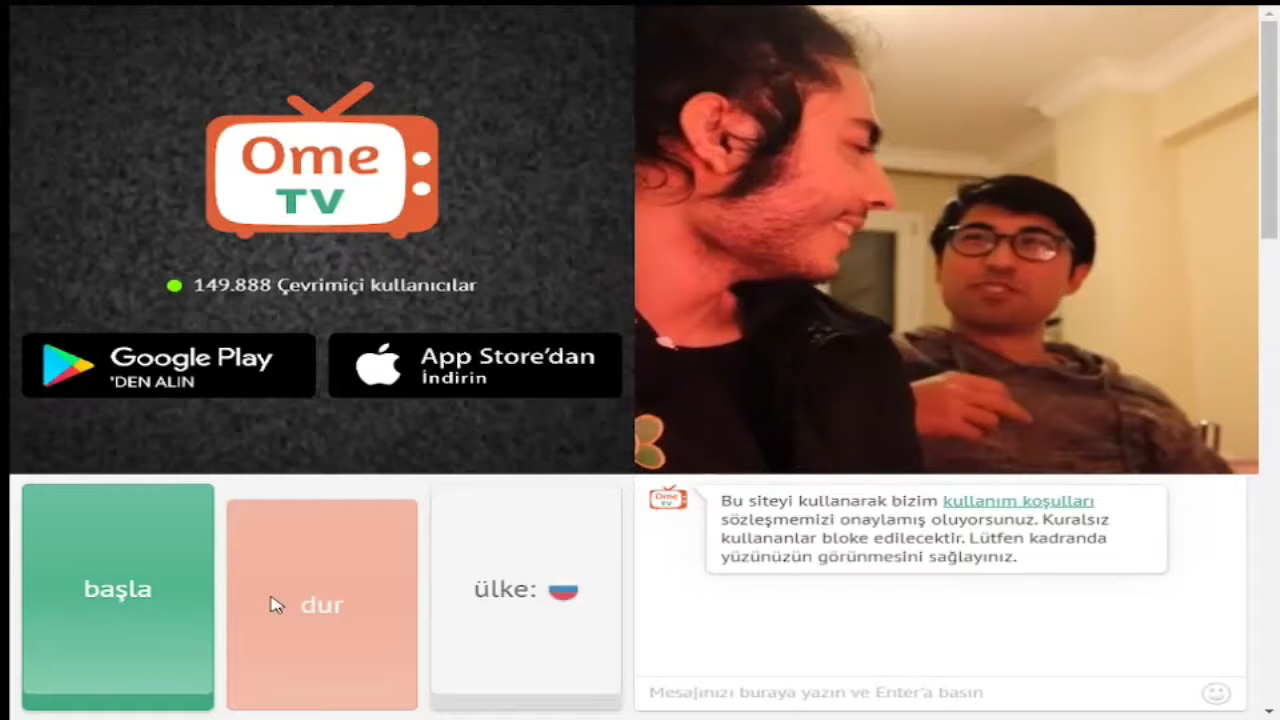 Ome
TV
149.888 Çevrimiçi kullanıcılar
Google Play
'DEN ALIN
App Store'dan
İndirin
başla
dur
ülke:
Ome
TV
Bu siteyi kullanarak bizim kullanım koşulları
sözleşmemizi onaylamış oluyorsunuz. Kuralsız
kullananlar bloke edilecektir. Lütfen kadranda
yüzünüzün görünmesini sağlayınız.
Mesajınızı buraya yazın ve Enter'a basın